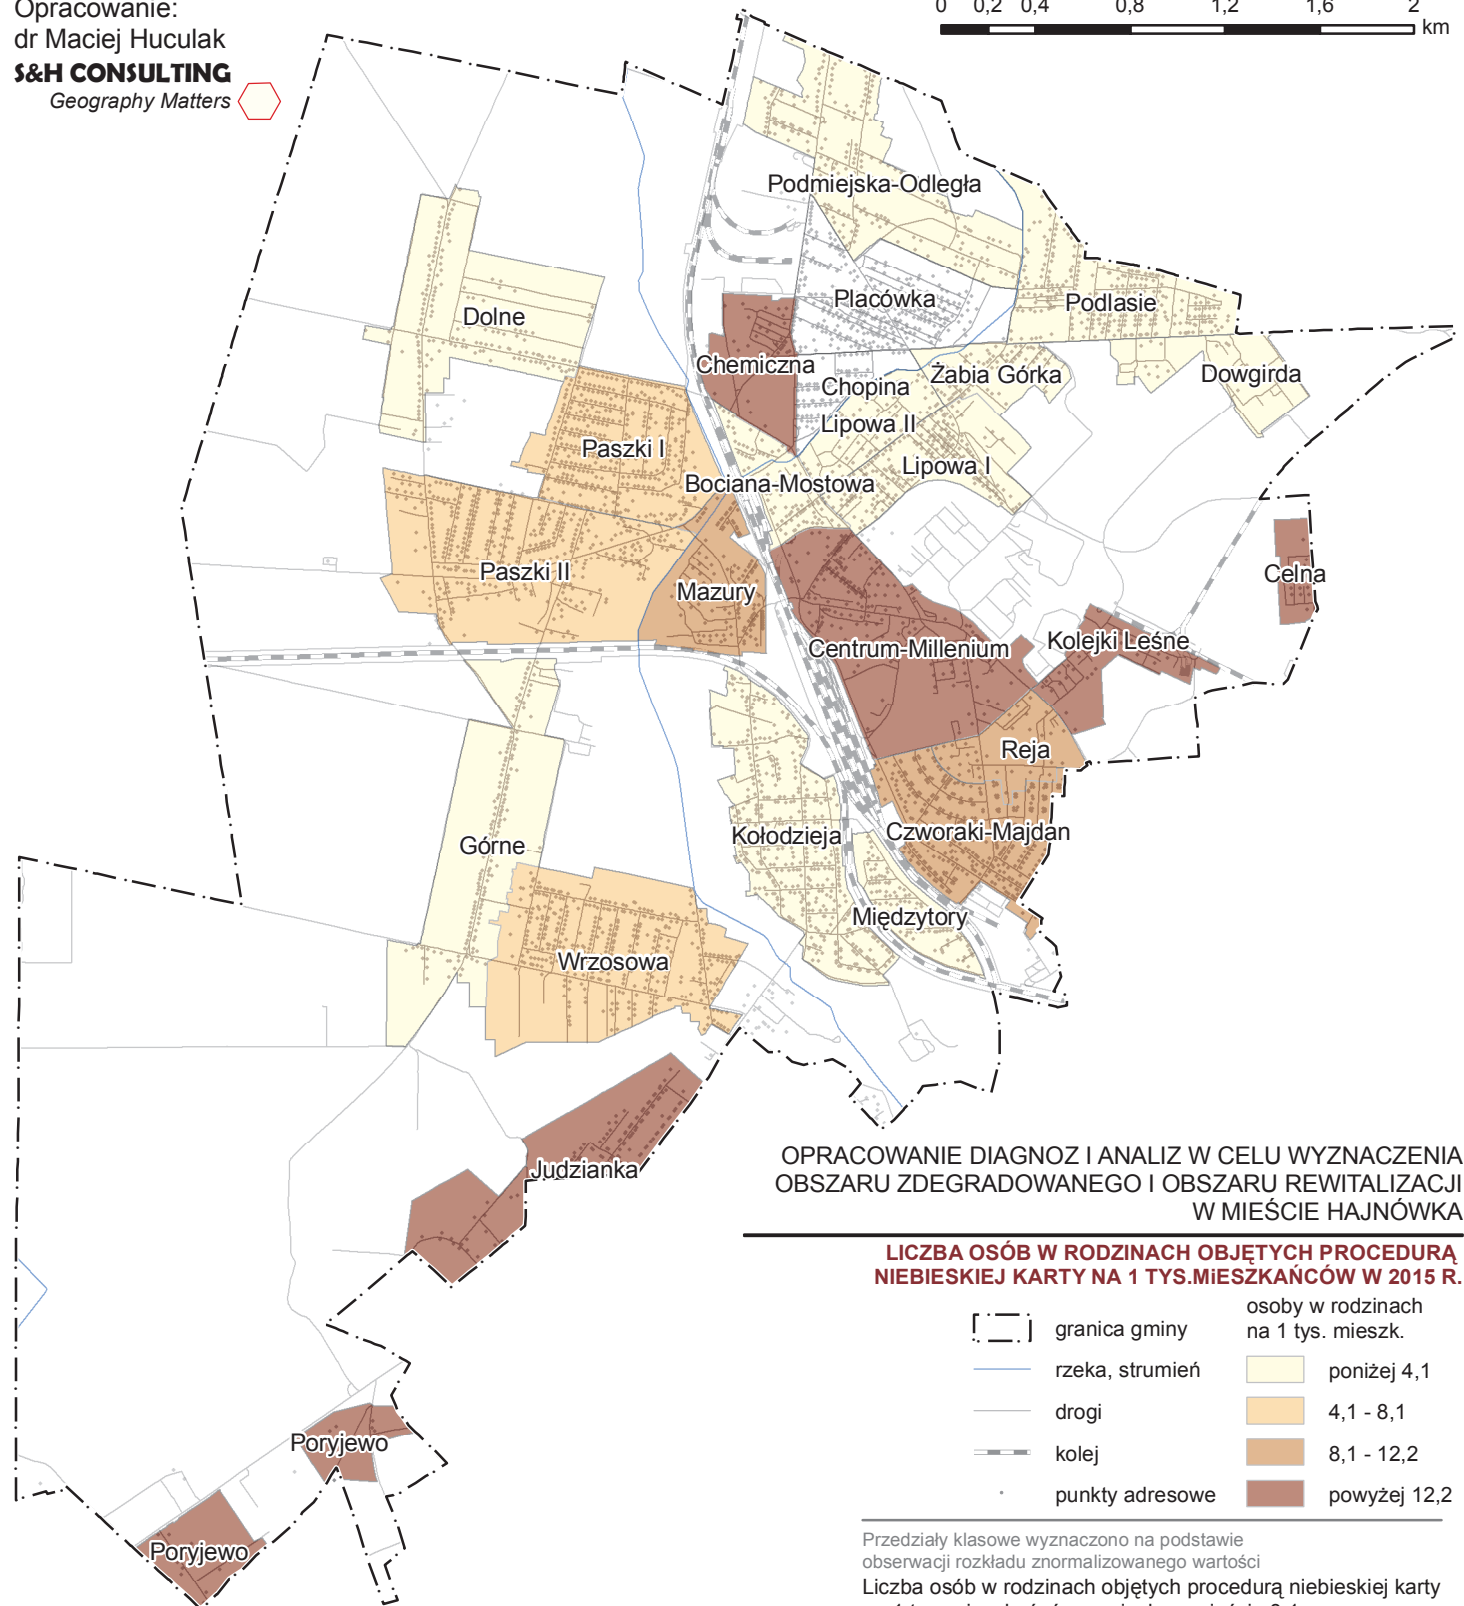 Opracowanie:
dr Maciej Huculak
S&H CONSULTING
Geography Matters
0 0,2 0,4 0,8 1,2 1,6 2
km
Podmiejska-Odległa
Placówka
Podlasie
Dolne
Chemiczna
Chopina
Żabia Górka
Dowgirda
Lipowa II
Paszki I
Lipowa I
Bociana-Mostowa
Paszki II
Mazury
Celna
Centrum-Millenium
Kolejki Leśne
Reja
Górne
Kołodzieja
Czworaki-Majdan
Międzytory
Wrzosowa
Judzianka
Poryjewo
Poryjewo
OPRACOWANIE DIAGNOZ I ANALIZ W CELU WYZNACZENIA
OBSZARU ZDEGRADOWANEGO I OBSZARU REWITALIZACJI
W MIEŚCIE HAJNÓWKA
LICZBA OSÓB W RODZINACH OBJĘTYCH PROCEDURĄ
NIEBIESKIEJ KARTY NA 1 TYS.MiESZKAŃCÓW W 2015 R.
osoby w rodzinach
na 1 tys. mieszk.
granica gminy
rzeka, strumień
drogi
kolej
punkty adresowe
poniżej 4,1
4,1 - 8,1
8,1 - 12,2
powyżej 12,2
Przedziały klasowe wyznaczono na podstawie
obserwacji rozkładu znormalizowanego wartości
Liczba osób w rodzinach objętych procedurą niebieskiej karty